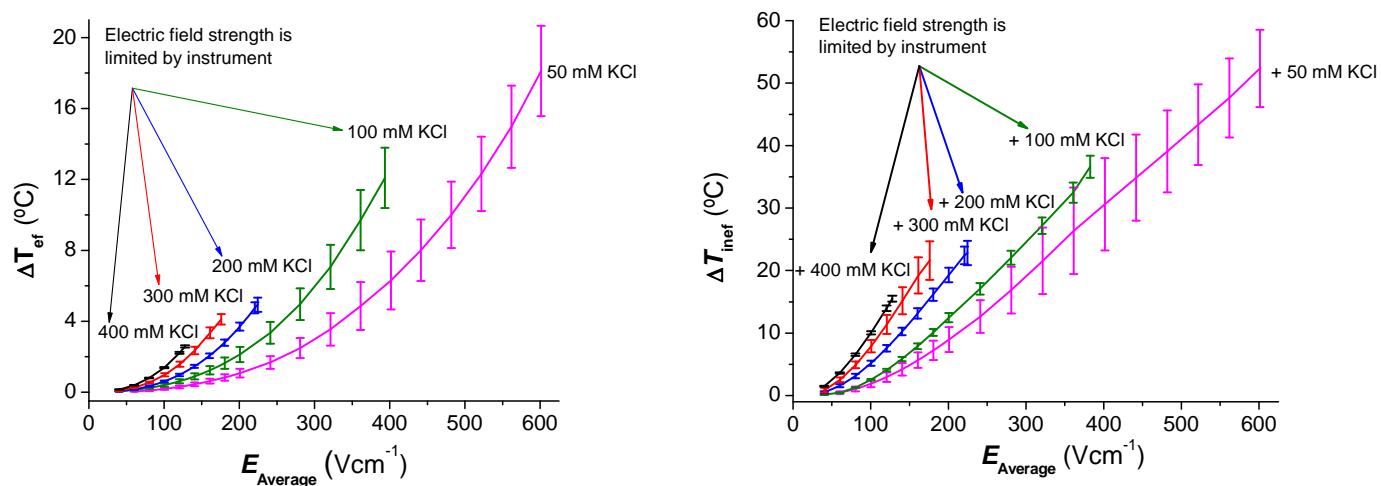 Electric field strength is
limited by instrument
50 mM KCl
100 mM KCl
200 mM KCl
300 mM KCl
400 mM KCl
20
16
12
8
4
0
ΔT_ef (ºC)
0 100 200 300 400 500 600
E_Average (Vcm⁻¹)
Electric field strength is
limited by instrument
+ 50 mM KCl
+ 100 mM KCl
+ 200 mM KCl
+ 300 mM KCl
+ 400 mM KCl
60
50
40
30
20
10
0
ΔT_inef (ºC)
0 100 200 300 400 500 600
E_Average (Vcm⁻¹)